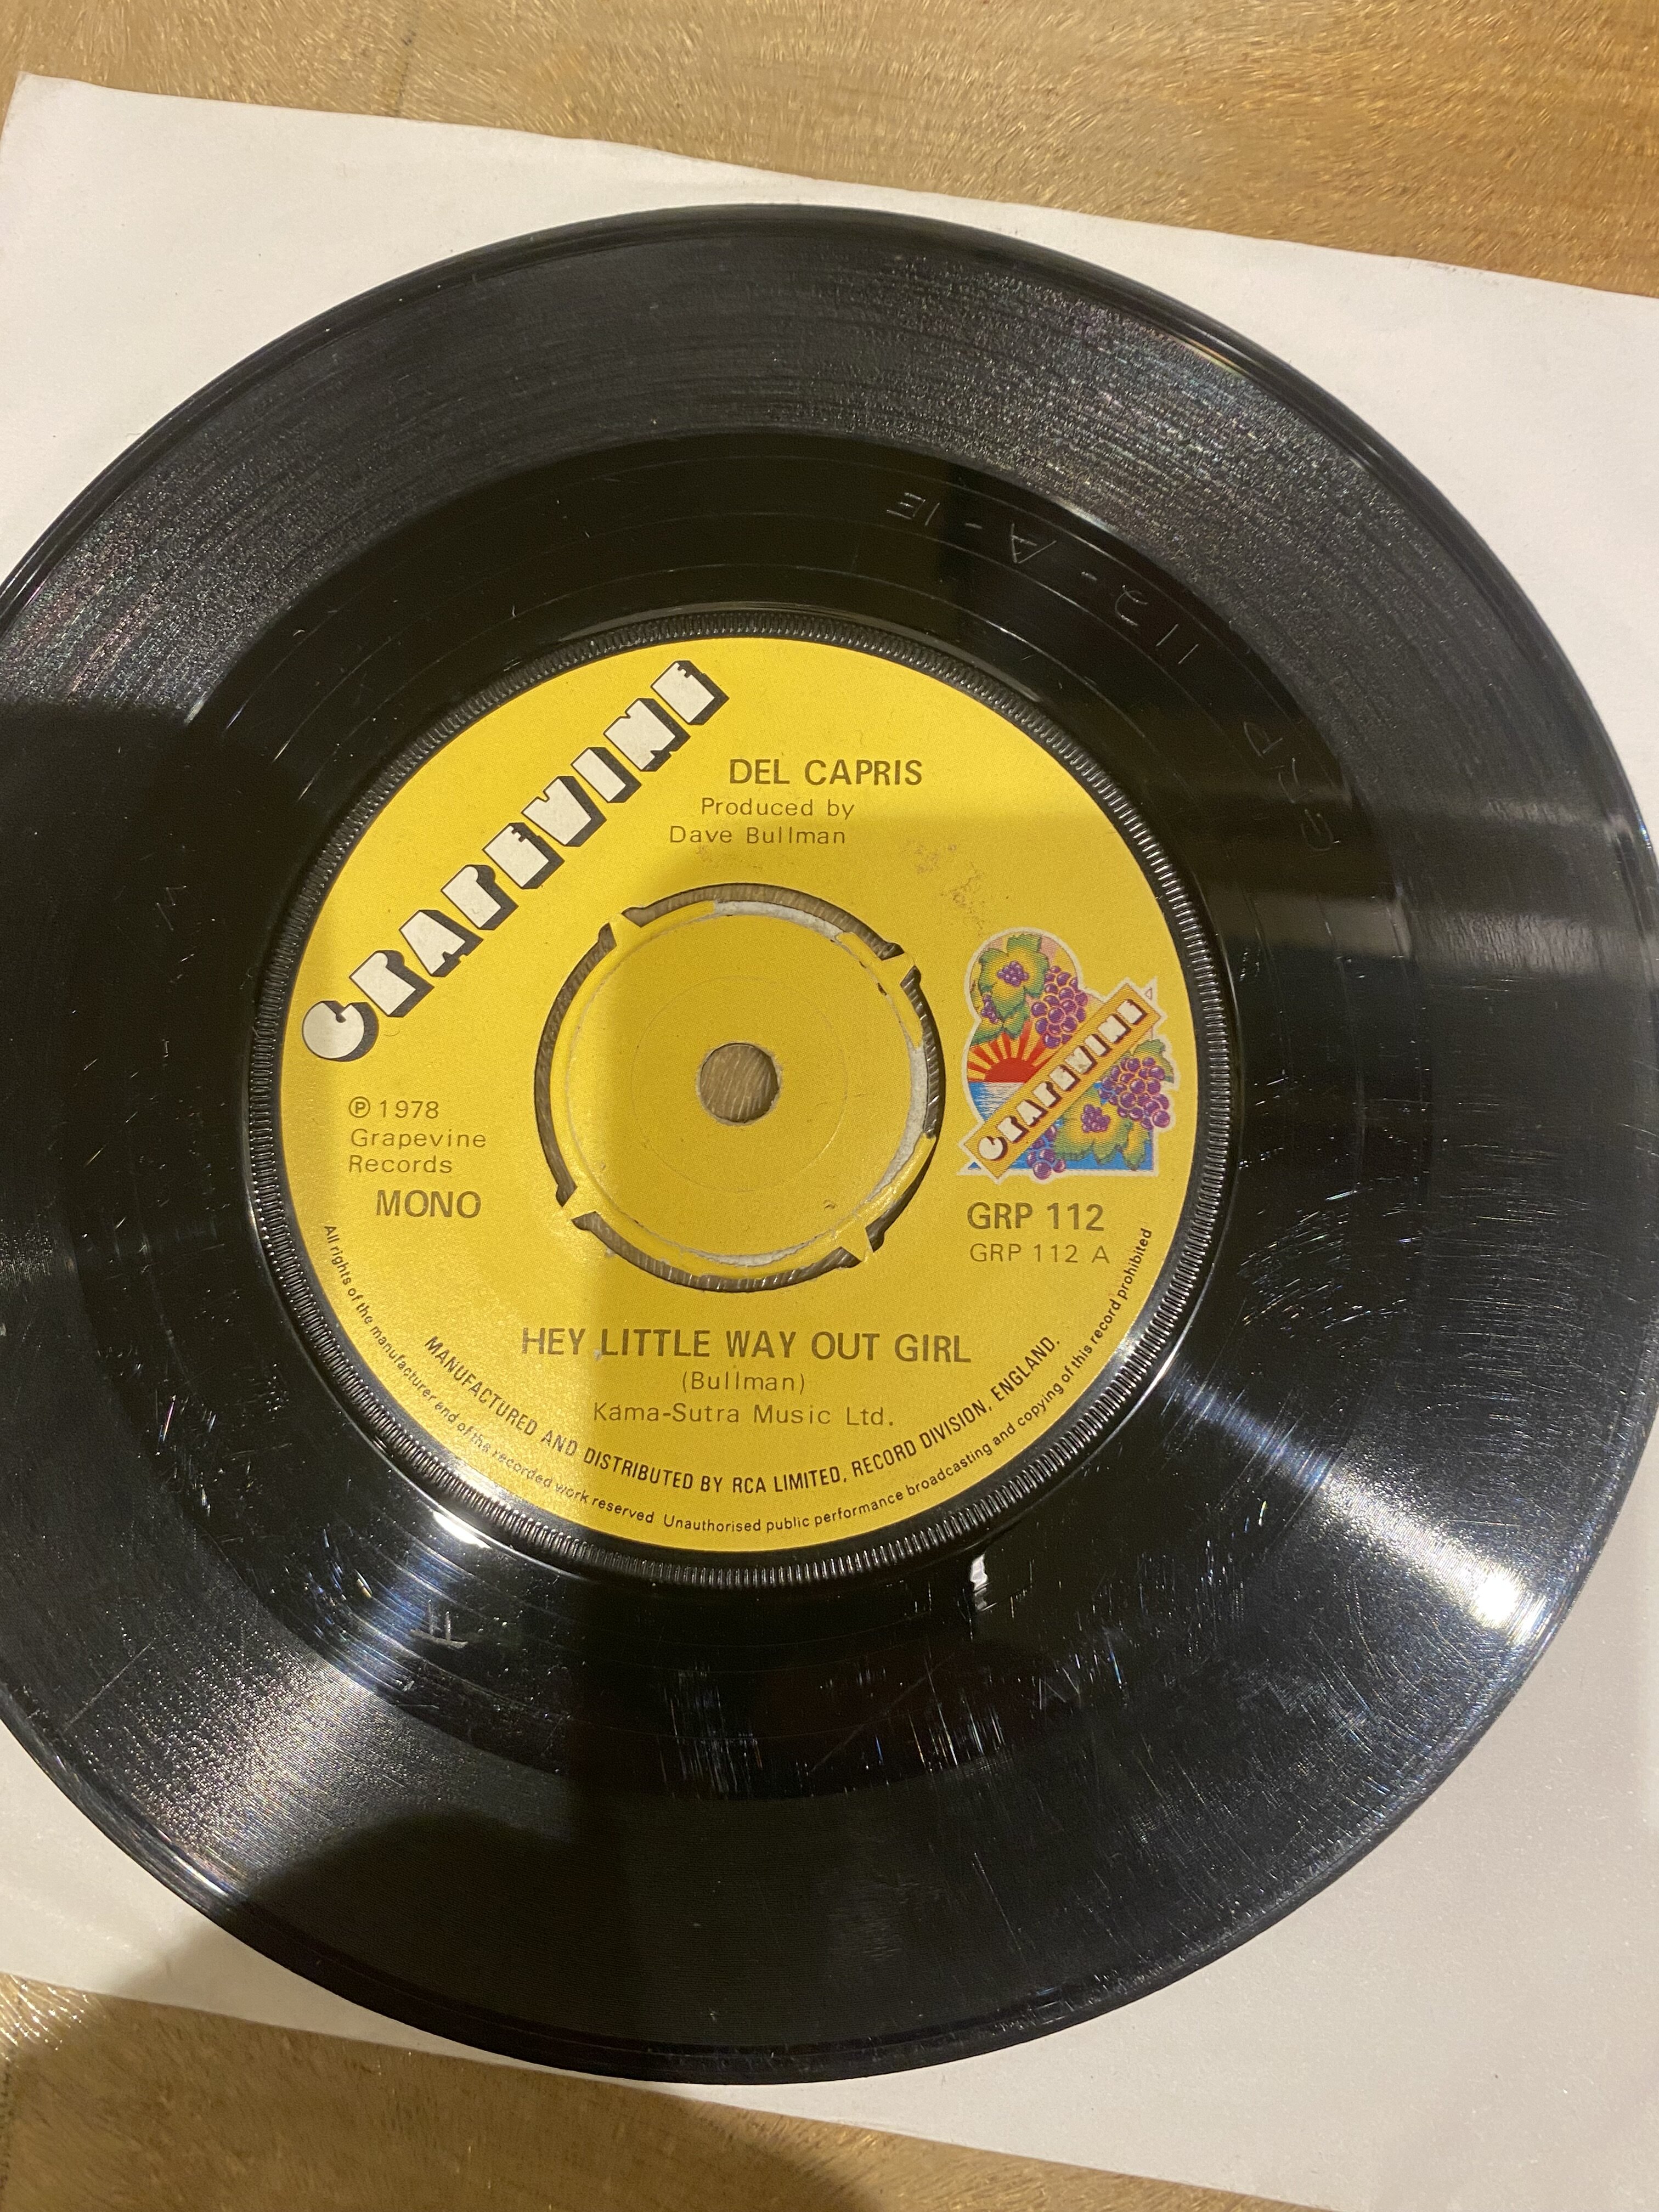 GRAPEVINE
DEL CAPRIS
Produced by
Dave Bullman
GRAPEVINE
℗ 1978
Grapevine
Records
MONO
GRP 112
GRP 112 A
HEY LITTLE WAY OUT GIRL
(Bullman)
Kama-Sutra Music Ltd.
MANUFACTURED AND DISTRIBUTED BY RCA LIMITED, RECORD DIVISION, ENGLAND.
All rights of the manufacturer and of the recorded work reserved Unauthorised public performance broadcasting and copying of this record prohibited
GRP 112-A-1E